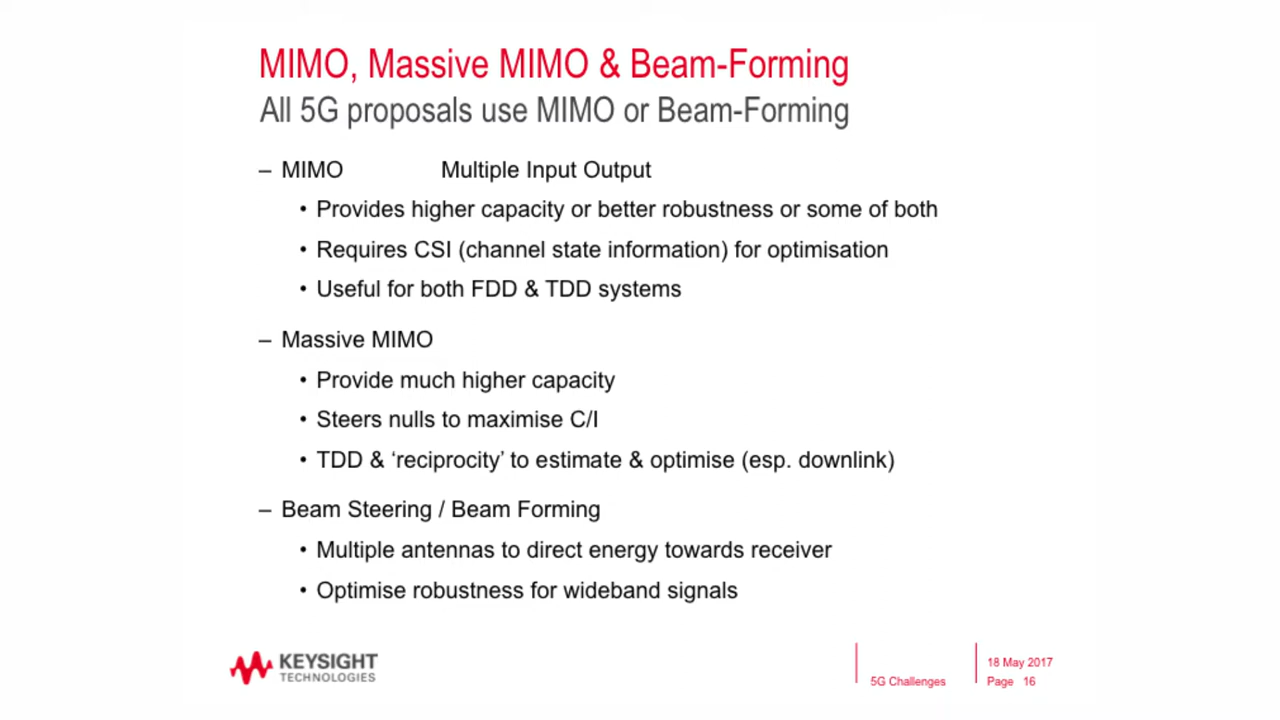 MIMO, Massive MIMO & Beam-Forming
All 5G proposals use MIMO or Beam-Forming
– MIMO Multiple Input Output
• Provides higher capacity or better robustness or some of both
• Requires CSI (channel state information) for optimisation
• Useful for both FDD & TDD systems
– Massive MIMO
• Provide much higher capacity
• Steers nulls to maximise C/I
• TDD & ‘reciprocity’ to estimate & optimise (esp. downlink)
– Beam Steering / Beam Forming
• Multiple antennas to direct energy towards receiver
• Optimise robustness for wideband signals
KEYSIGHT
TECHNOLOGIES
5G Challenges
18 May 2017
Page 16